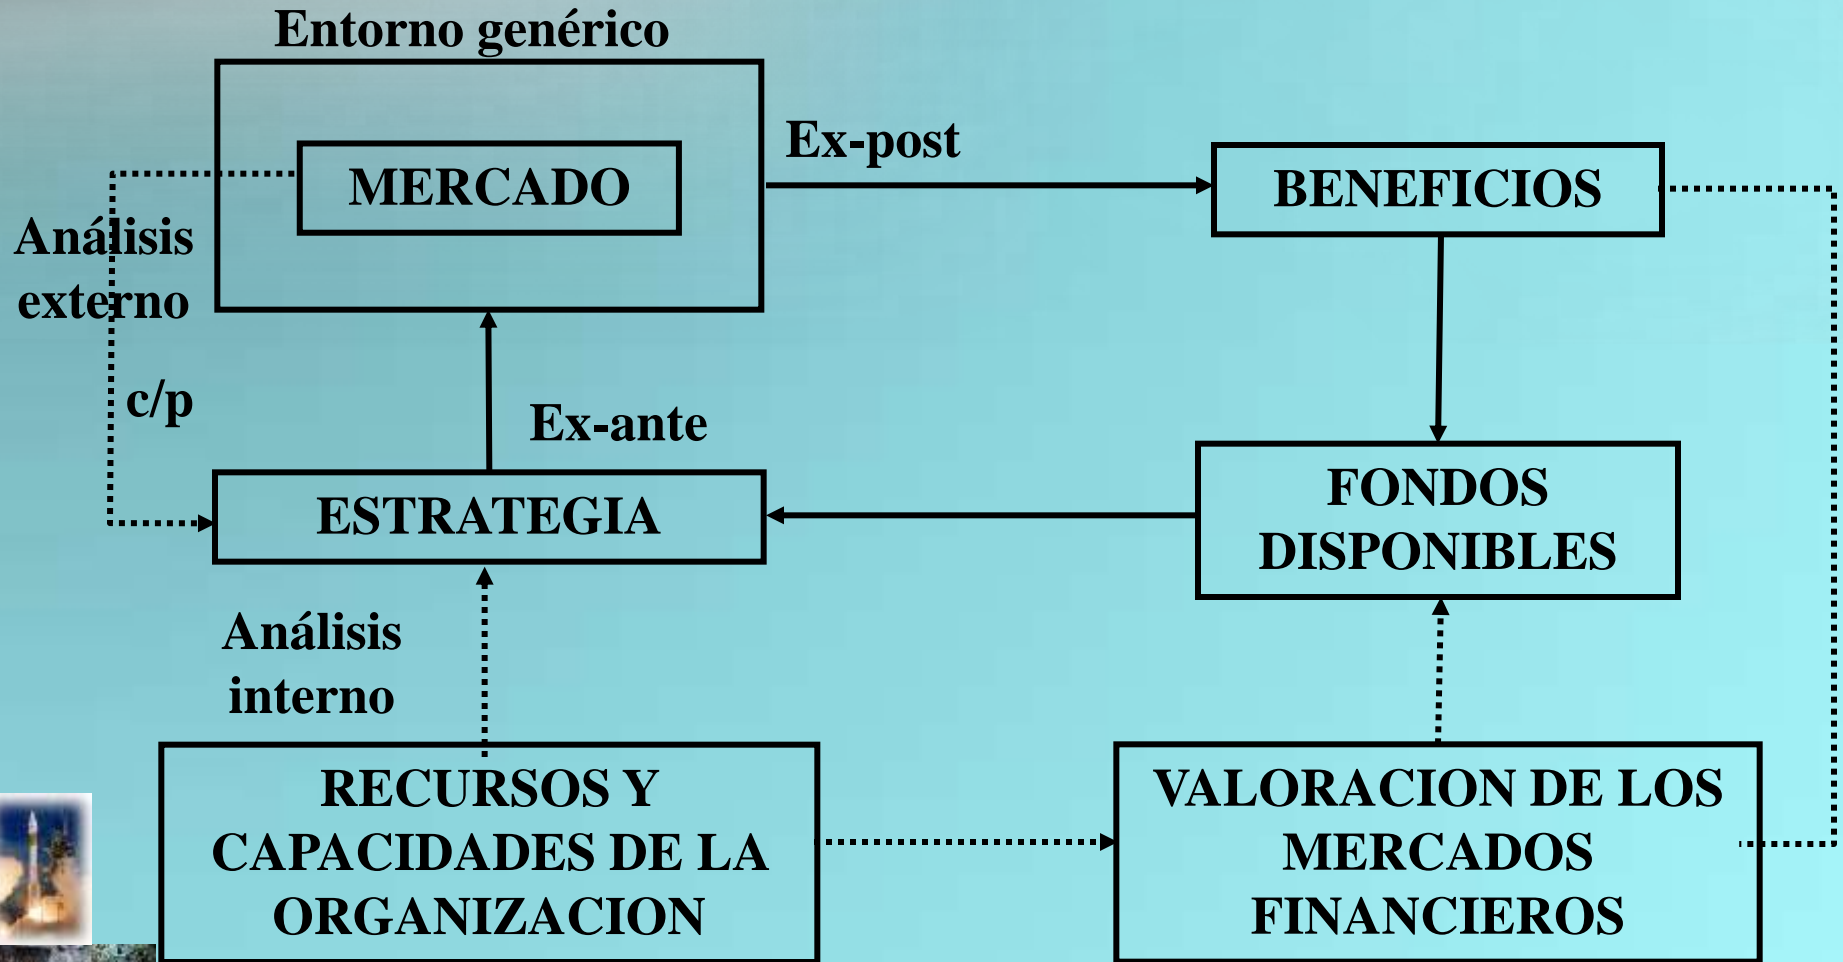 Entorno genérico
MERCADO
Ex-post
BENEFICIOS
Análisis
externo
c/p
Ex-ante
ESTRATEGIA
FONDOS
DISPONIBLES
Análisis
interno
RECURSOS Y
CAPACIDADES DE LA
ORGANIZACION
VALORACION DE LOS
MERCADOS
FINANCIEROS